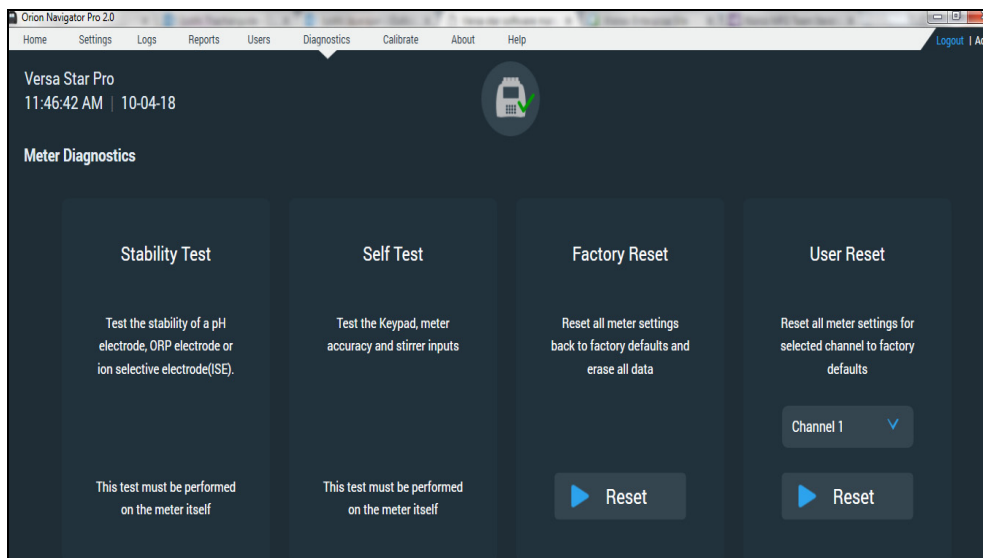 Orion Navigator Pro 2.0
Home Settings Logs Reports Users Diagnostics Calibrate About Help
Logout |
Versa Star Pro
11:46:42 AM | 10-04-18
Meter Diagnostics
Stability Test
Test the stability of a pH
electrode, ORP electrode or
ion selective electrode(ISE).
This test must be performed
on the meter itself
Self Test
Test the Keypad, meter
accuracy and stirrer inputs
This test must be performed
on the meter itself
Factory Reset
Reset all meter settings
back to factory defaults and
erase all data
Reset
User Reset
Reset all meter settings for
selected channel to factory
defaults
Channel 1
Reset